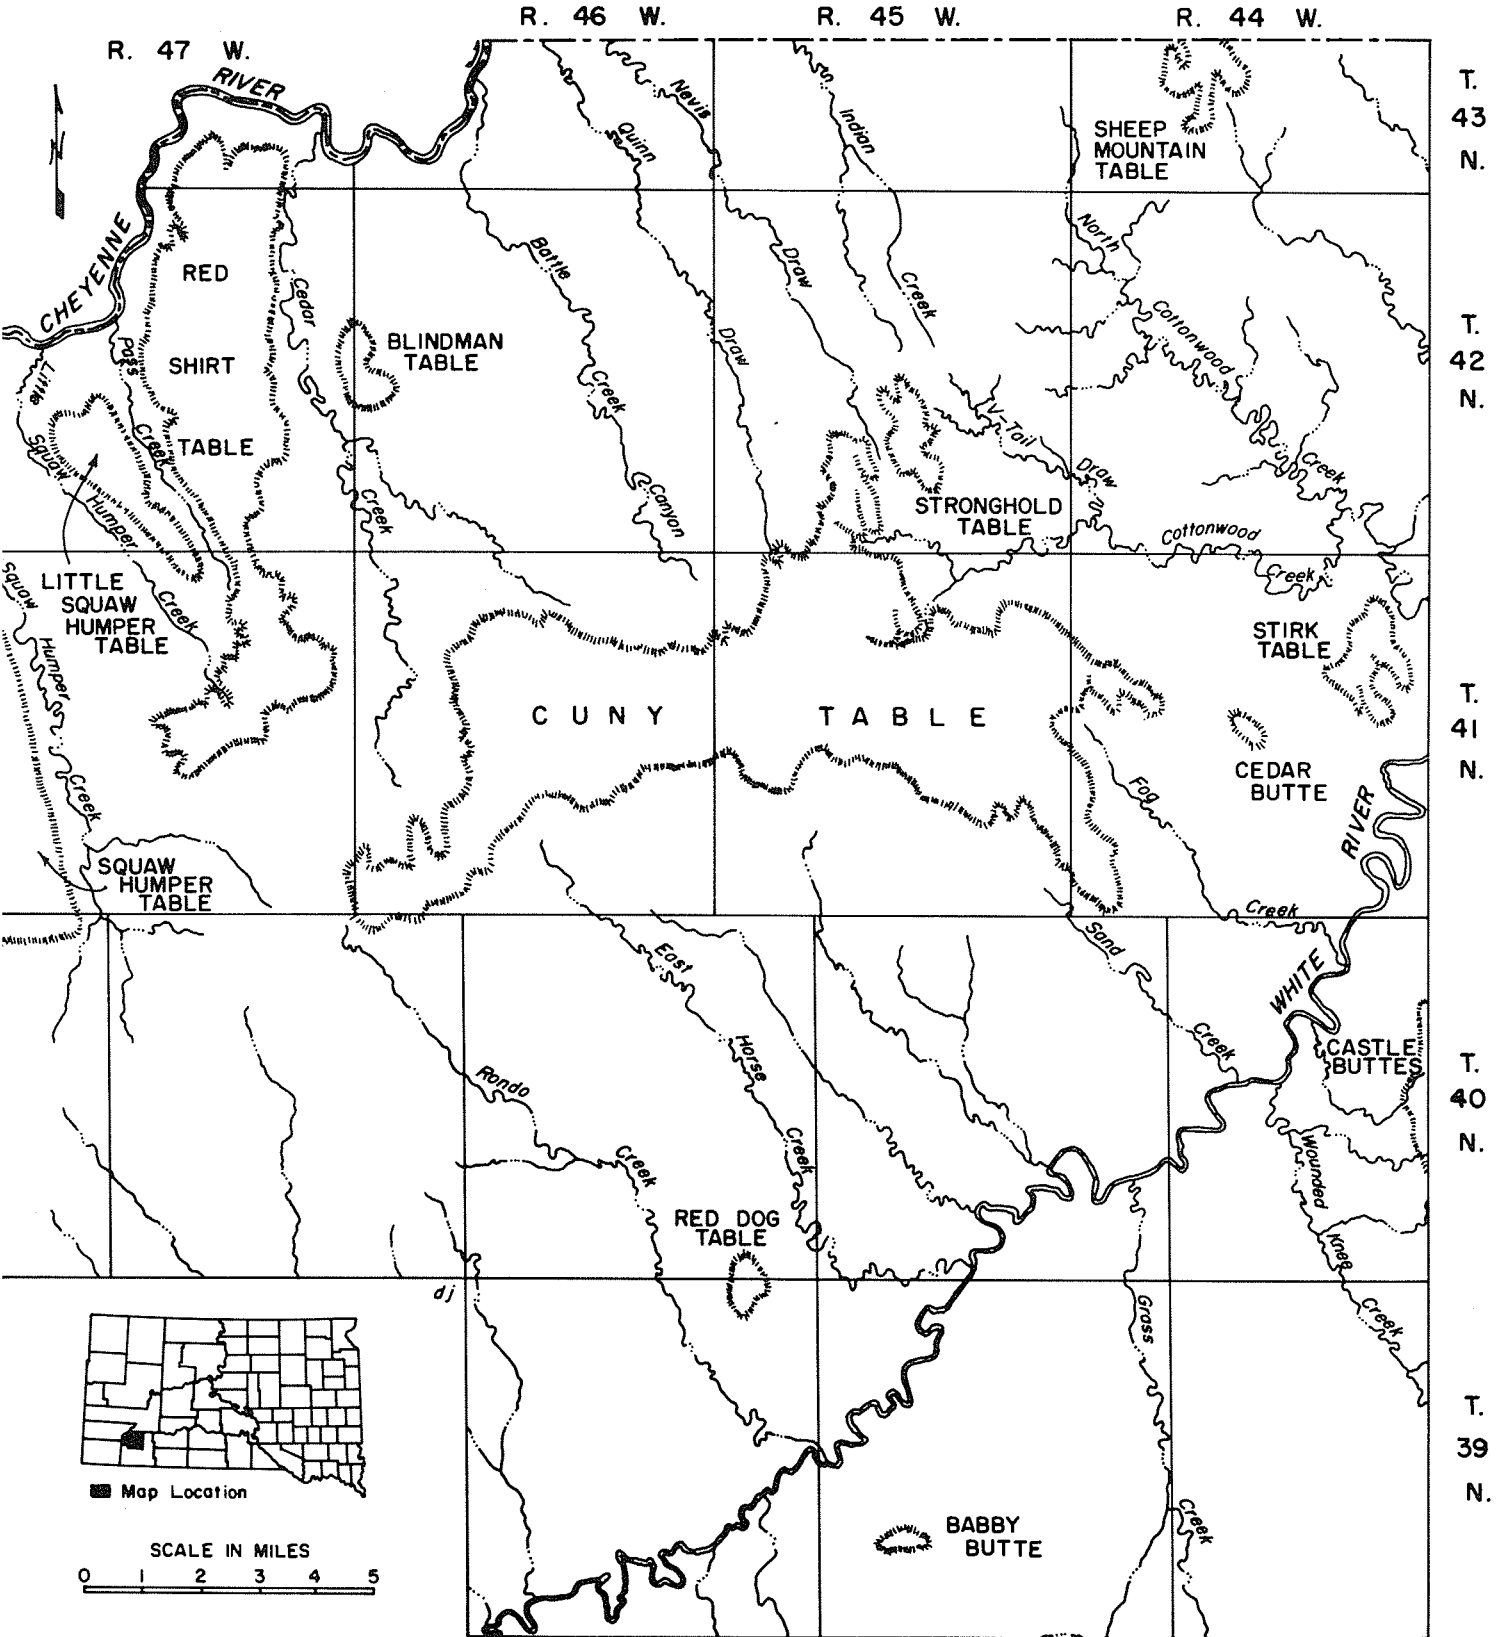 R. 46 W.
R. 45 W.
R. 44 W.
R. 47 W.
RIVER
CHEYENNE
N
T.
43
N.
Nevis
Quinn
Indian
SHEEP
MOUNTAIN
TABLE
RED
SHIRT
TABLE
North
Battle
Draw
Creek
Cedar
Cottonwood
BLINDMAN
TABLE
Pass
Draw
T.
42
N.
Little
Creek
Creek
V-Tail
Squaw
Creek
Draw
Creek
Humper
Canyon
STRONGHOLD
TABLE
Cottonwood
Creek
LITTLE
SQUAW
HUMPER
TABLE
Squaw
Creek
Humper
Creek
STIRK
TABLE
CUNY TABLE
T.
41
N.
CEDAR
BUTTE
Fog
Creek
RIVER
SQUAW
HUMPER
TABLE
Creek
Sand
East
WHITE
Creek
CASTLE
BUTTES
Horse
Rondo
T.
40
N.
Creek
Creek
Wounded
RED DOG
TABLE
Knee
dj
Grass
Creek
T.
39
N.
Map Location
Creek
BABBY
BUTTE
SCALE IN MILES
0 1 2 3 4 5